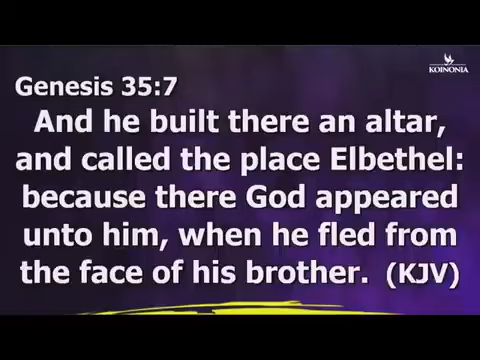 KOINONIA
Genesis 35:7
And he built there an altar,
and called the place Elbethel:
because there God appeared
unto him, when he fled from
the face of his brother. (KJV)